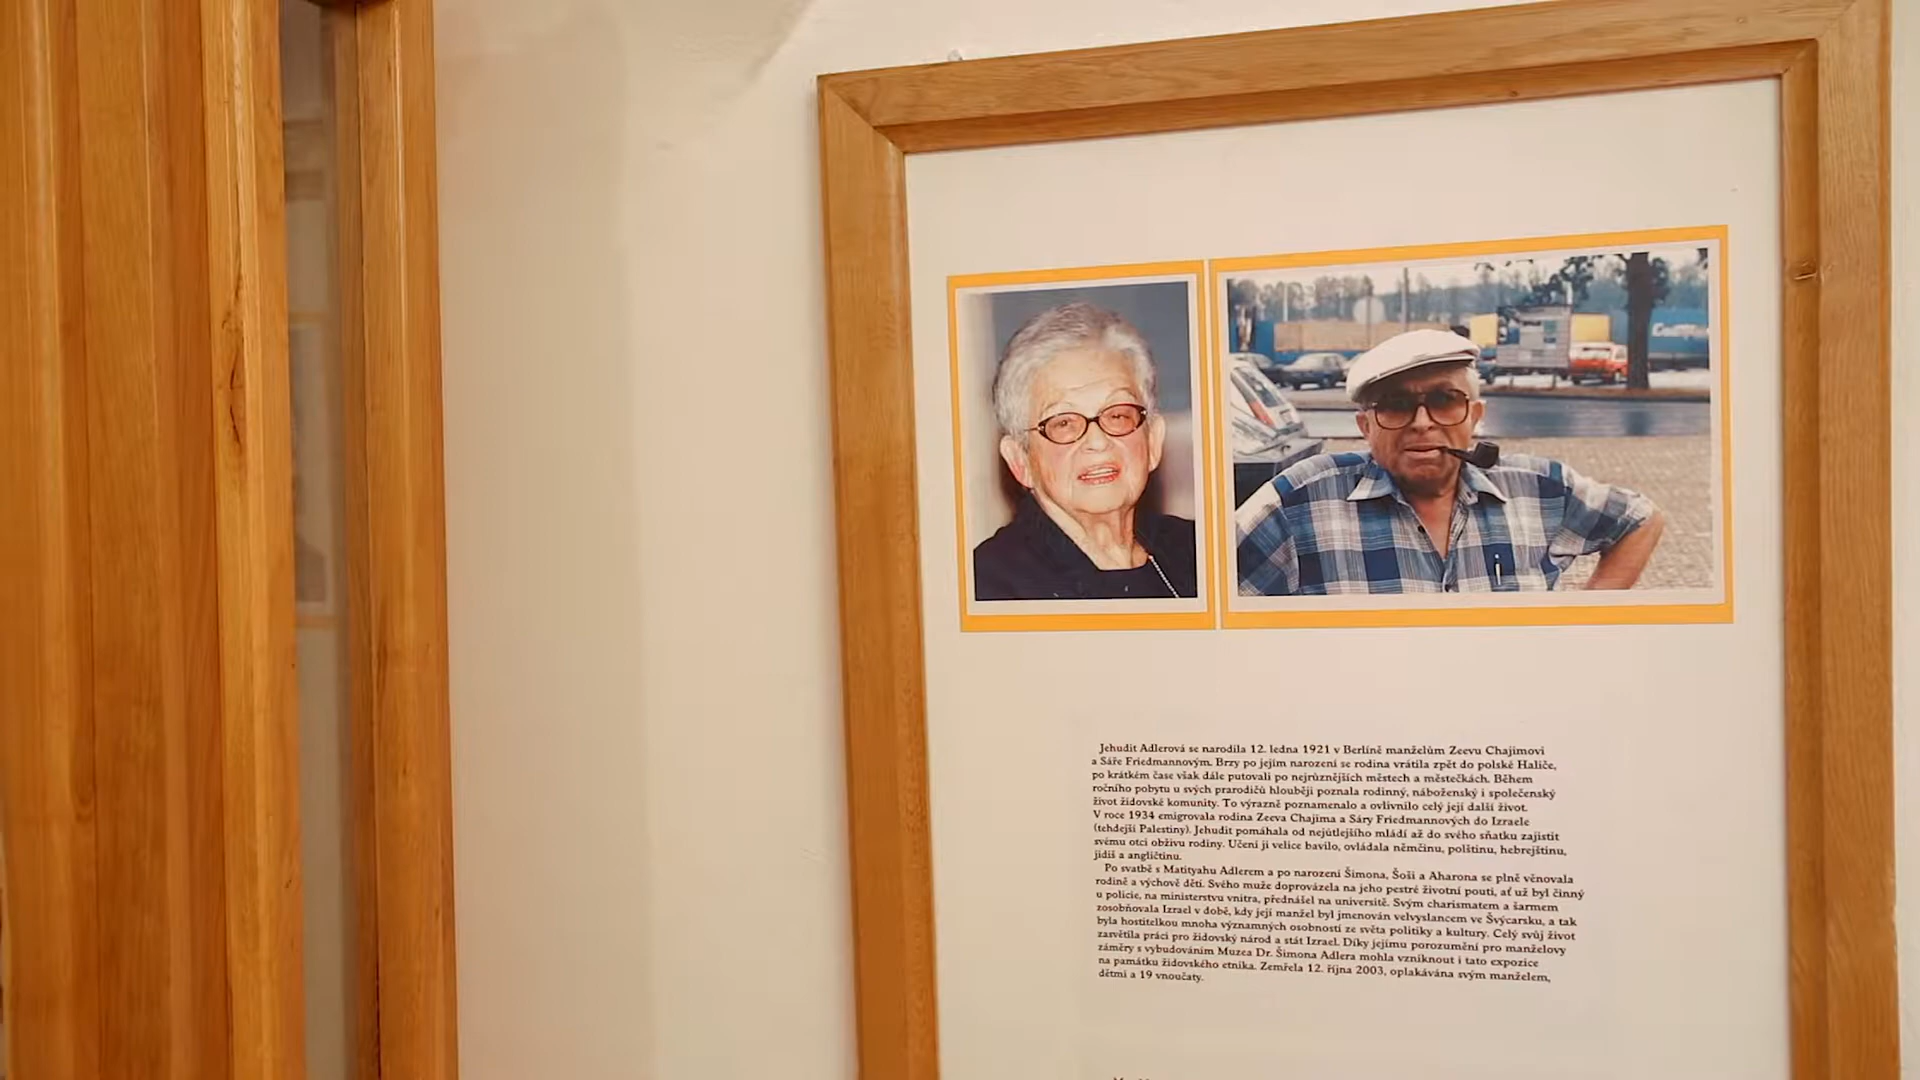 Jehudit Adlerová se narodila 12. ledna 1921 v Berlíně manželům Zeevu Chajimovi
a Sáře Friedmannovým. Brzy po jejím narození se rodina vrátila zpět do polské Haliče,
po krátkém čase však dále putovali po nejrůznějších městech a městečkách. Během
ročního pobytu u svých prarodičů hlouběji poznala rodinný, náboženský i společenský
život židovské komunity. To výrazně poznamenalo a ovlivnilo celý její další život.
V roce 1934 emigrovala rodina Zeeva Chajima a Sáry Friedmannových do Izraele
(tehdejší Palestiny). Jehudit pomáhala od nejútlejšího mládí až do svého sňatku zajistit
svému otci obživu rodiny. Učení ji velice bavilo, ovládala němčinu, polštinu, hebrejštinu,
jidiš a angličtinu.
Po svatbě s Matityahu Adlerem a po narození Šimona, Šoši a Aharona se plně věnovala
rodině a výchově dětí. Svého muže doprovázela na jeho pestré životní pouti, ať už byl činný
u policie, na ministerstvu vnitra, přednášel na universitě. Svým charismatem a šarmem
zosobňovala Izrael v době, kdy její manžel byl jmenován velvyslancem ve Švýcarsku, a tak
byla hostitelkou mnoha významných osobností ze světa politiky a kultury. Celý svůj život
zasvětila práci pro židovský národ a stát Izrael. Díky jejímu porozumění pro manželovy
záměry s vybudováním Muzea Dr. Šimona Adlera mohla vzniknout i tato expozice
na památku židovského etnika. Zemřela 12. října 2003, oplakávána svým manželem,
dětmi a 19 vnoučaty.